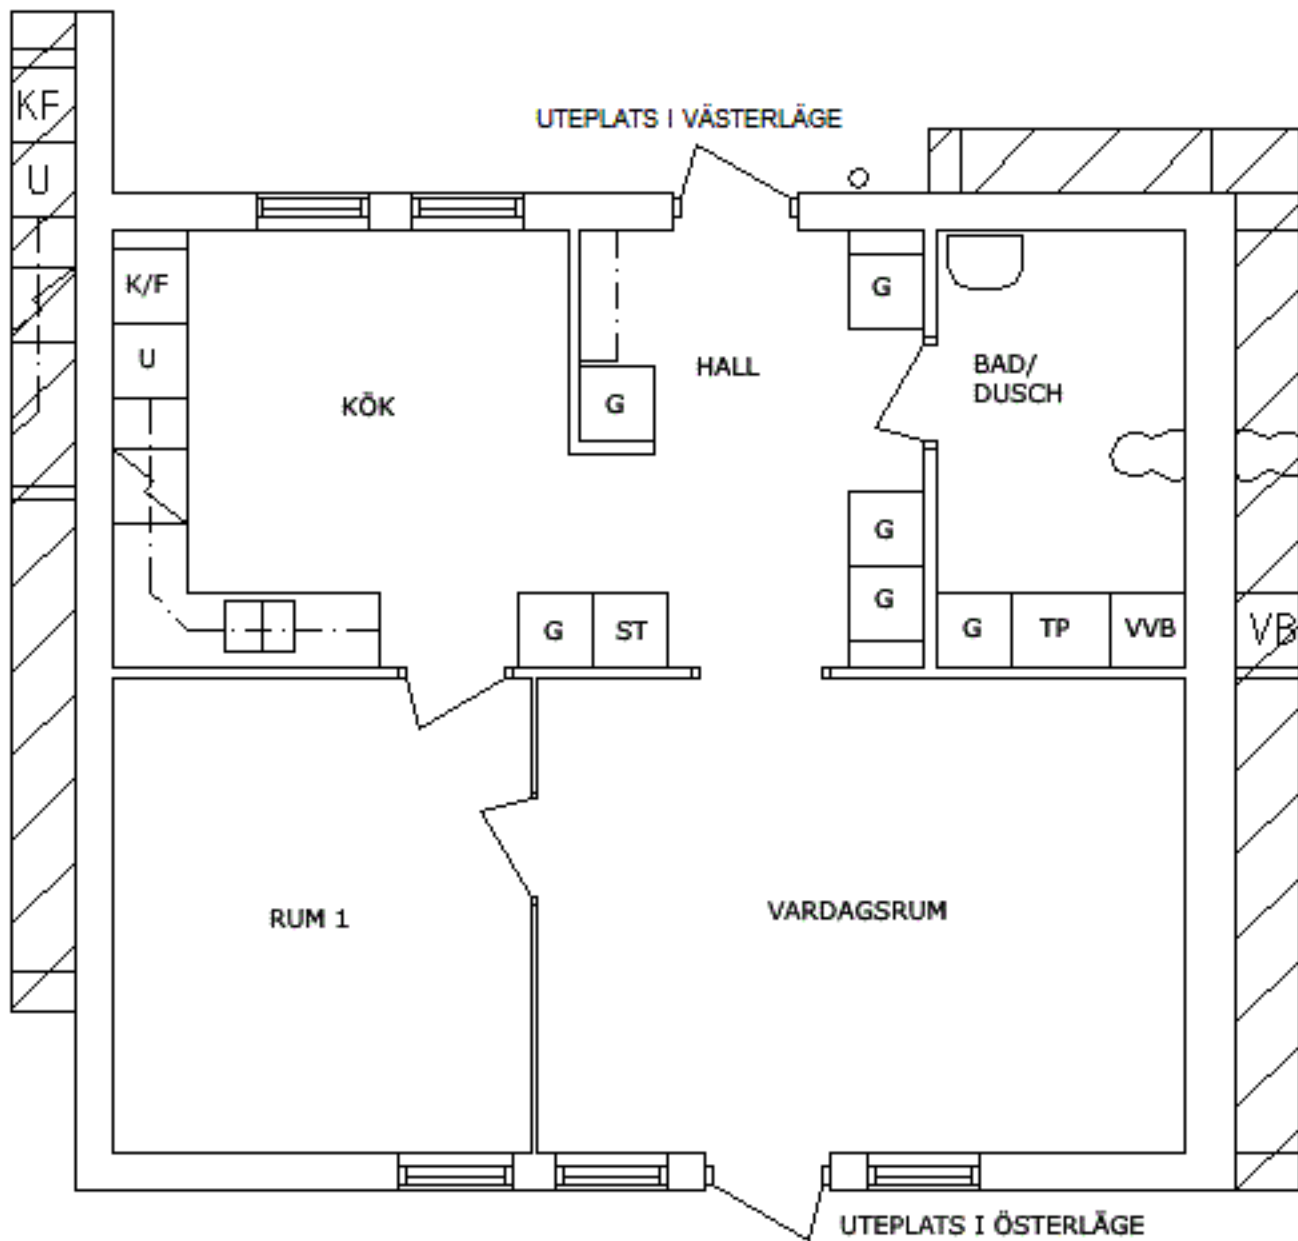 KF
UTEPLATS I VÄSTERLÄGE
U
K/F
G
U
HALL
BAD/
DUSCH
KÖK
G
G
G
G
ST
G
TP
VVB
VB
RUM 1
VARDAGSRUM
UTEPLATS I ÖSTERLÄGE